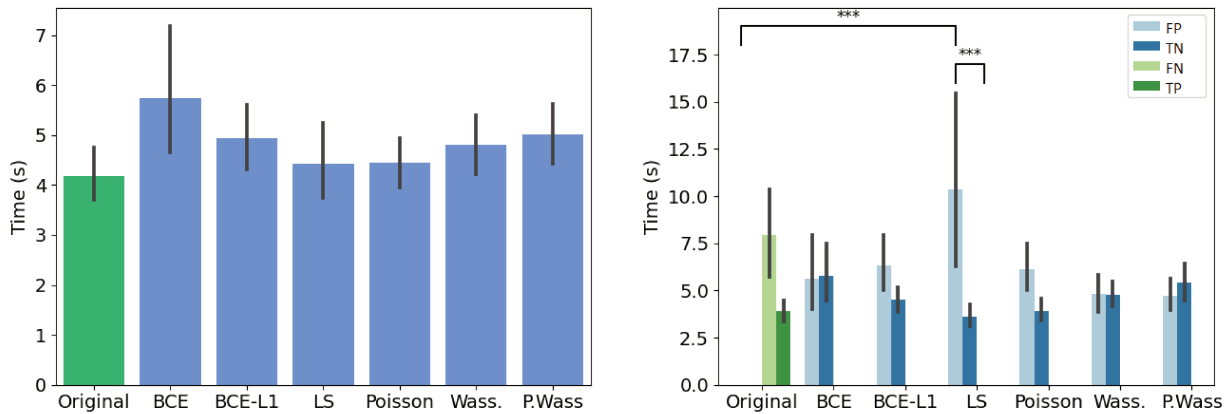 Time (s)
7
6
5
4
3
2
1
0
Original BCE BCE-L1 LS Poisson Wass. P.Wass
Time (s)
17.5
15.0
12.5
10.0
7.5
5.0
2.5
0.0
***
***
FP
TN
FN
TP
Original BCE BCE-L1 LS Poisson Wass. P.Wass